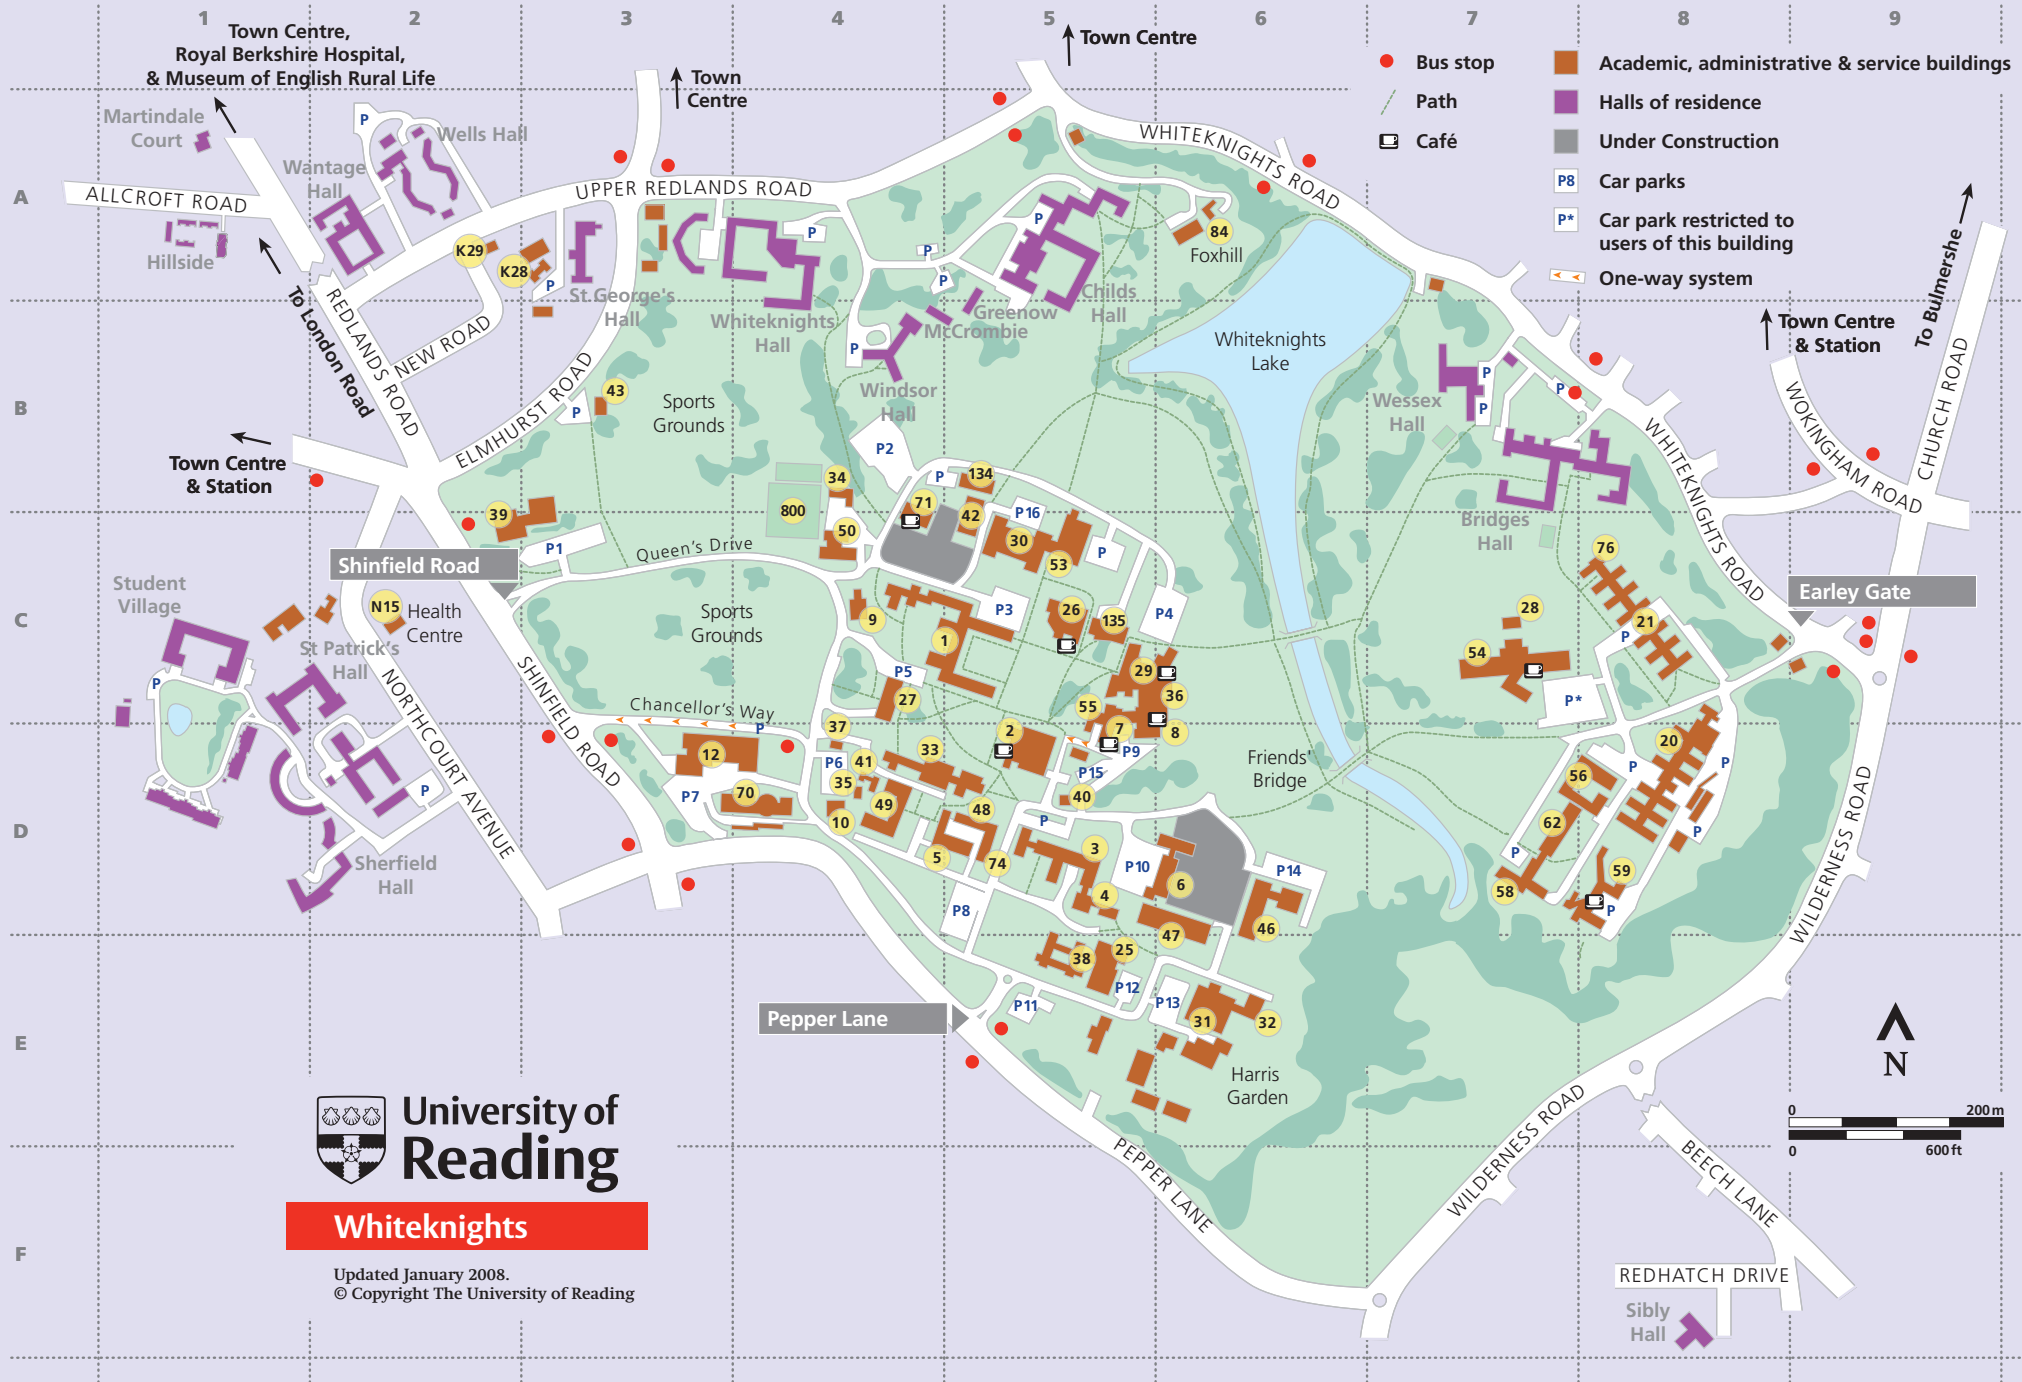 1 2 3 4 5 6 7 8 9
Town Centre,
Royal Berkshire Hospital,
& Museum of English Rural Life
Town
Centre
Town Centre
Bus stop
Path
Café
Academic, administrative & service buildings
Halls of residence
Under Construction
P8 Car parks
P* Car park restricted to
users of this building
One-way system
A
B
C
D
E
F
Martindale
Court
Wells Hall
Wantage
Hall
P
ALLCROFT ROAD
Hillside
UPPER REDLANDS ROAD
WHITEKNIGHTS ROAD
K29
K28
P
St George's
Hall
Whiteknights
Hall
P
P
P
P
Childs
Hall
Greenow
McCrombie
84
Foxhill
To London Road
REDLANDS ROAD
NEW ROAD
ELMHURST ROAD
P
43
Sports
Grounds
P
Windsor
Hall
Whiteknights
Lake
Wessex
Hall
P
P
P
Town Centre
& Station
To Bulmershe
CHURCH ROAD
WOKINGHAM ROAD
WHITEKNIGHTS ROAD
Town Centre
& Station
P2
34
800
50
71
P
134
42
P16
30
53
P
39
P1
Queen's Drive
Bridges
Hall
76
Shinfield Road
Earley Gate
Student
Village
N15
Health
Centre
St Patrick's
Hall
Sports
Grounds
9
1
P3
26
135
P4
28
54
21
P
P*
P
P5
27
29
36
55
7
8
P9
NORTHCOURT AVENUE
SHINFIELD ROAD
Chancellor's Way
P
12
37
P6
41
35
33
2
P15
40
Friends'
Bridge
20
56
P
P
P7
70
10
49
48
5
74
P
3
P10
4
6
P14
62
P
P
58
59
P
P
Sherfield
Hall
P8
47
46
38
25
P12
P13
P11
31
32
Pepper Lane
Harris
Garden
WILDERNESS ROAD
N
0 200 m
0 600 ft
University of
Reading
Whiteknights
Updated January 2008.
© Copyright The University of Reading
PEPPER LANE
WILDERNESS ROAD
BEECH LANE
REDHATCH DRIVE
Sibly
Hall